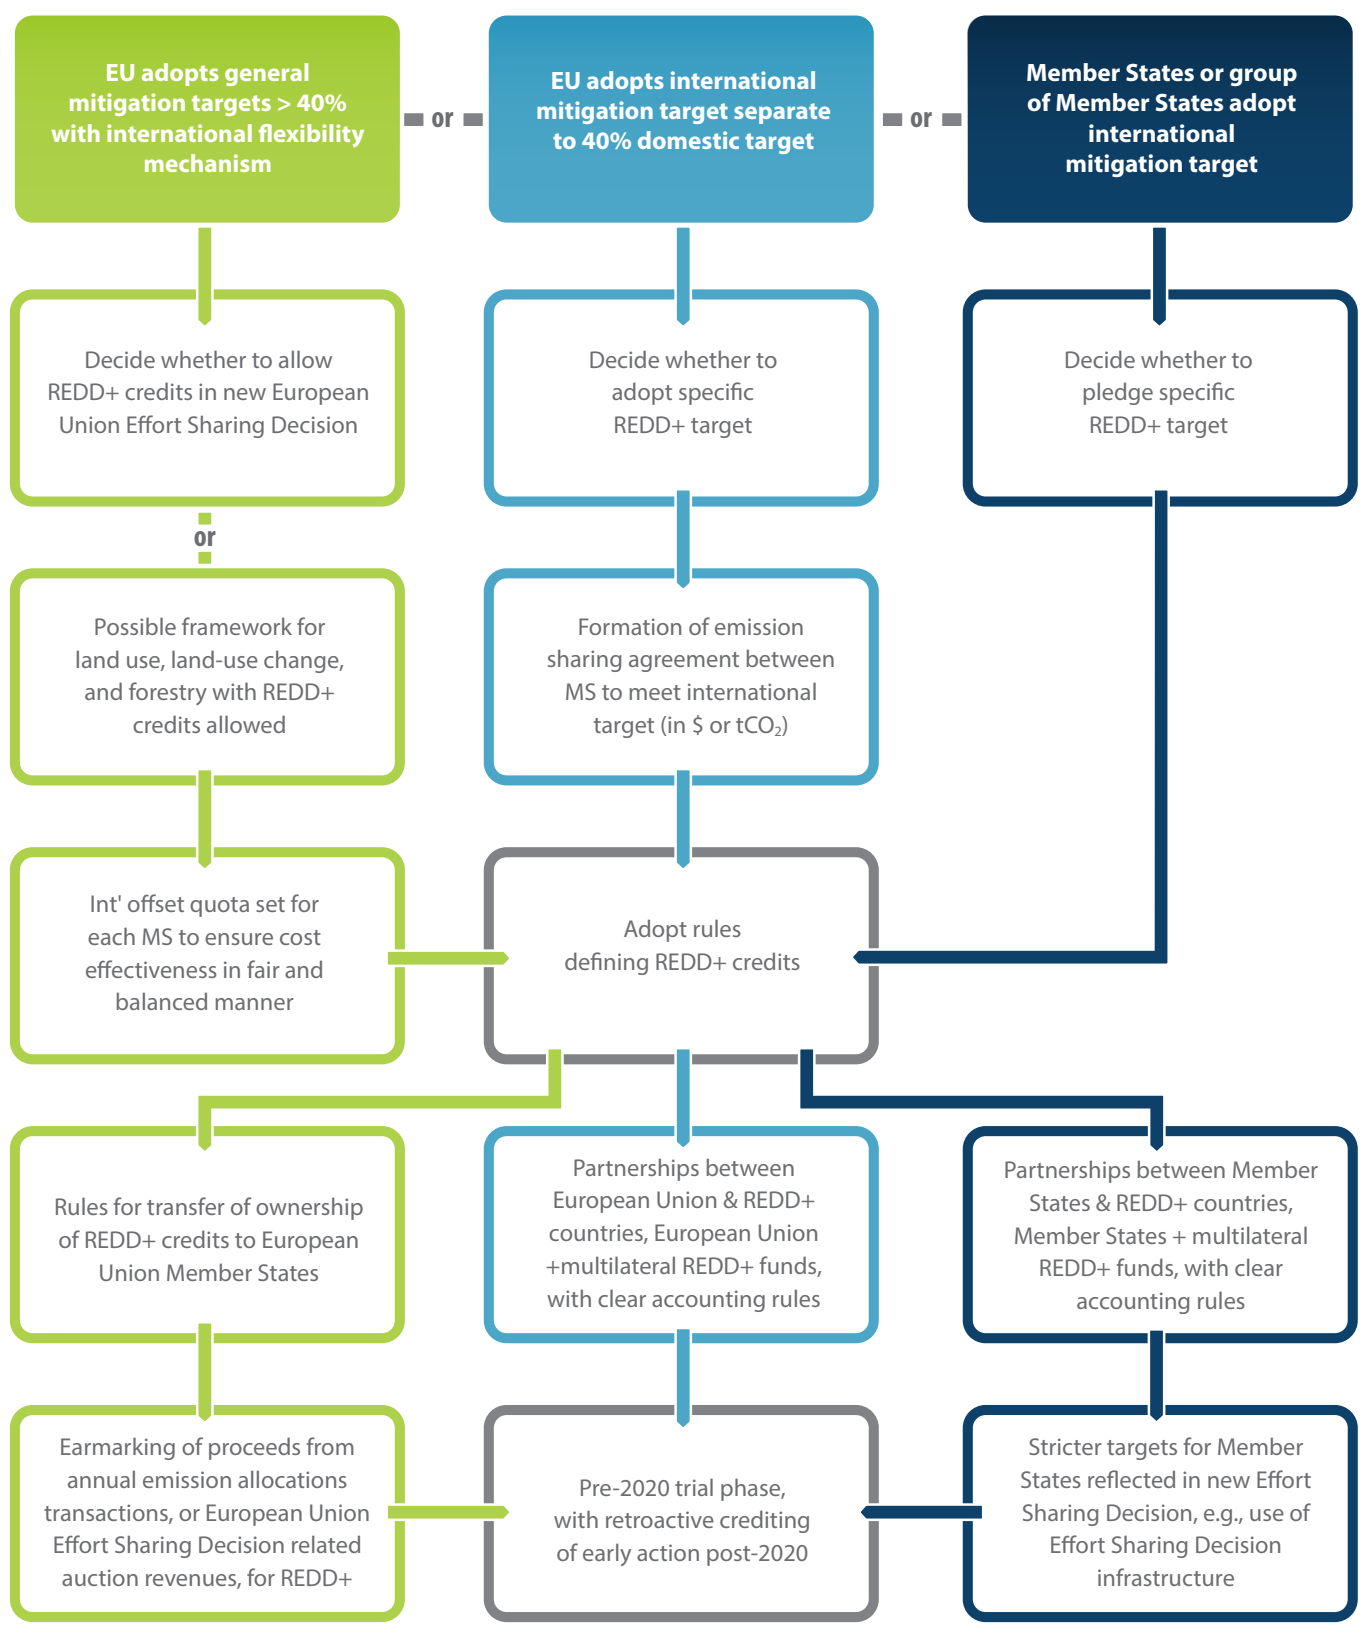 EU adopts general
mitigation targets > 40%
with international flexibility
mechanism
or
EU adopts international
mitigation target separate
to 40% domestic target
or
Member States or group
of Member States adopt
international
mitigation target
Decide whether to allow
REDD+ credits in new European
Union Effort Sharing Decision
Decide whether to
adopt specific
REDD+ target
Decide whether to
pledge specific
REDD+ target
or
Possible framework for
land use, land-use change,
and forestry with REDD+
credits allowed
Formation of emission
sharing agreement between
MS to meet international
target (in $ or tCO₂)
Int' offset quota set for
each MS to ensure cost
effectiveness in fair and
balanced manner
Adopt rules
defining REDD+ credits
Rules for transfer of ownership
of REDD+ credits to European
Union Member States
Partnerships between
European Union & REDD+
countries, European Union
+multilateral REDD+ funds,
with clear accounting rules
Partnerships between Member
States & REDD+ countries,
Member States + multilateral
REDD+ funds, with clear
accounting rules
Earmarking of proceeds from
annual emission allocations
transactions, or European Union
Effort Sharing Decision related
auction revenues, for REDD+
Pre-2020 trial phase,
with retroactive crediting
of early action post-2020
Stricter targets for Member
States reflected in new Effort
Sharing Decision, e.g., use of
Effort Sharing Decision
infrastructure